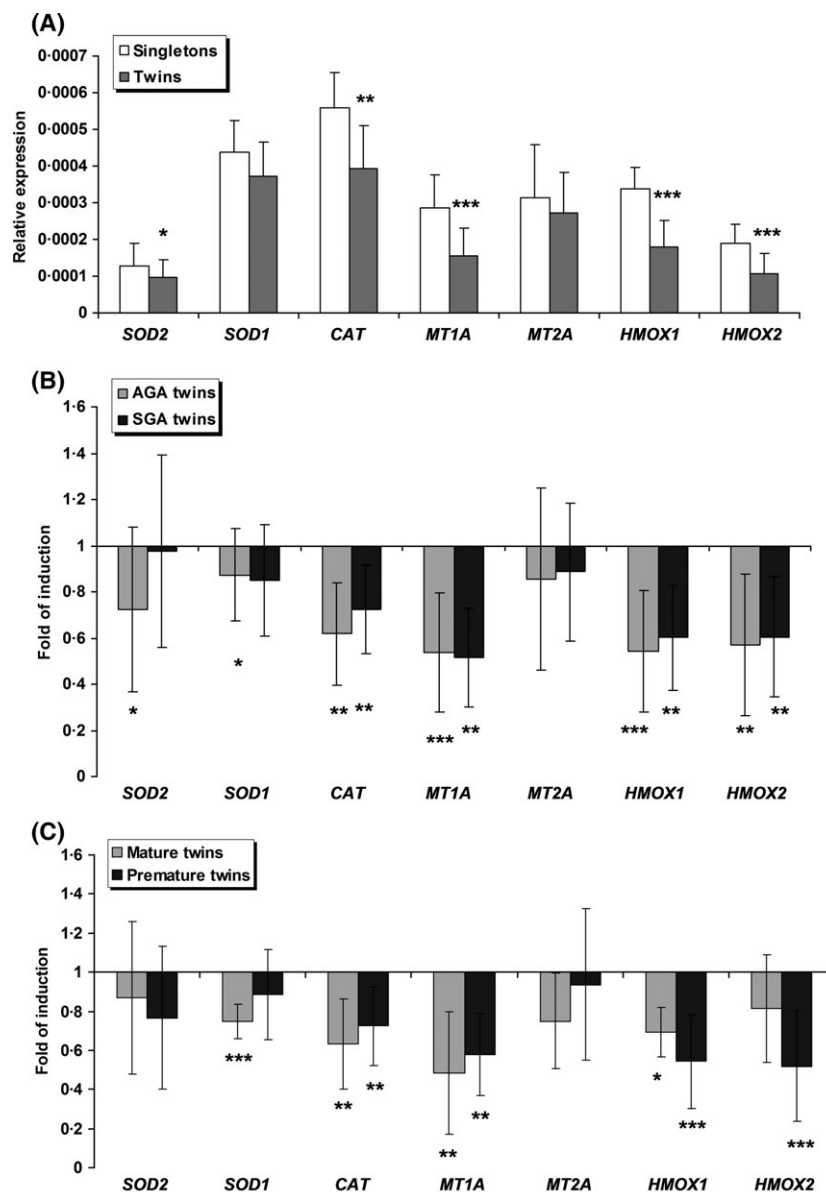 (A)
Singletons
Twins
Relative expression
0·0007
0·0006
0·0005
0·0004
0·0003
0·0002
0·0001
0
*
**
***
***
***
SOD2 SOD1 CAT MT1A MT2A HMOX1 HMOX2
(B)
AGA twins
SGA twins
Fold of induction
1·6
1·4
1·2
1
0·8
0·6
0·4
0·2
0
*
*
** **
*** **
*** **
** **
SOD2 SOD1 CAT MT1A MT2A HMOX1 HMOX2
(C)
Mature twins
Premature twins
Fold of induction
1·6
1·4
1·2
1
0·8
0·6
0·4
0·2
0
***
** **
** **
* ***
***
SOD2 SOD1 CAT MT1A MT2A HMOX1 HMOX2